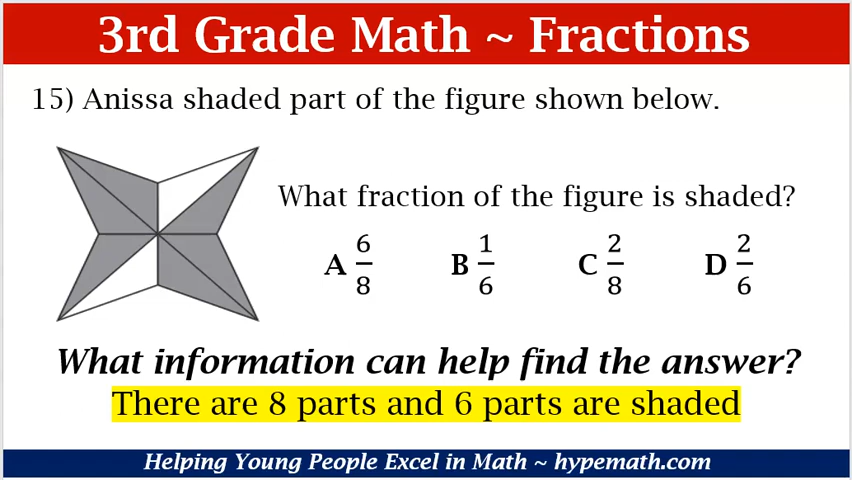 3rd Grade Math ~ Fractions
15) Anissa shaded part of the figure shown below.
What fraction of the figure is shaded?
A 6/8 B 1/6 C 2/8 D 2/6
What information can help find the answer?
There are 8 parts and 6 parts are shaded
Helping Young People Excel in Math ~ hypemath.com